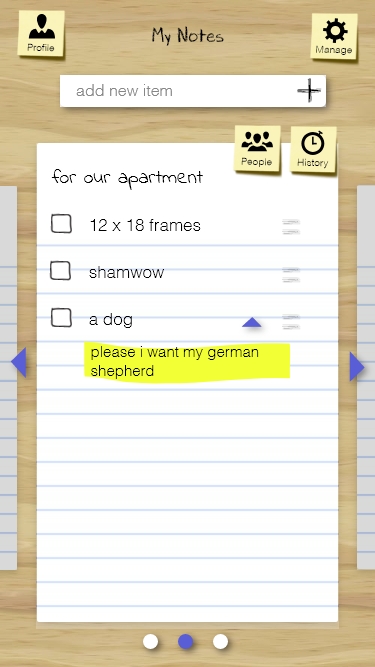 Profile
My Notes
Manage
add new item
People
History
for our apartment
12 x 18 frames
shamwow
a dog
please i want my german
shepherd